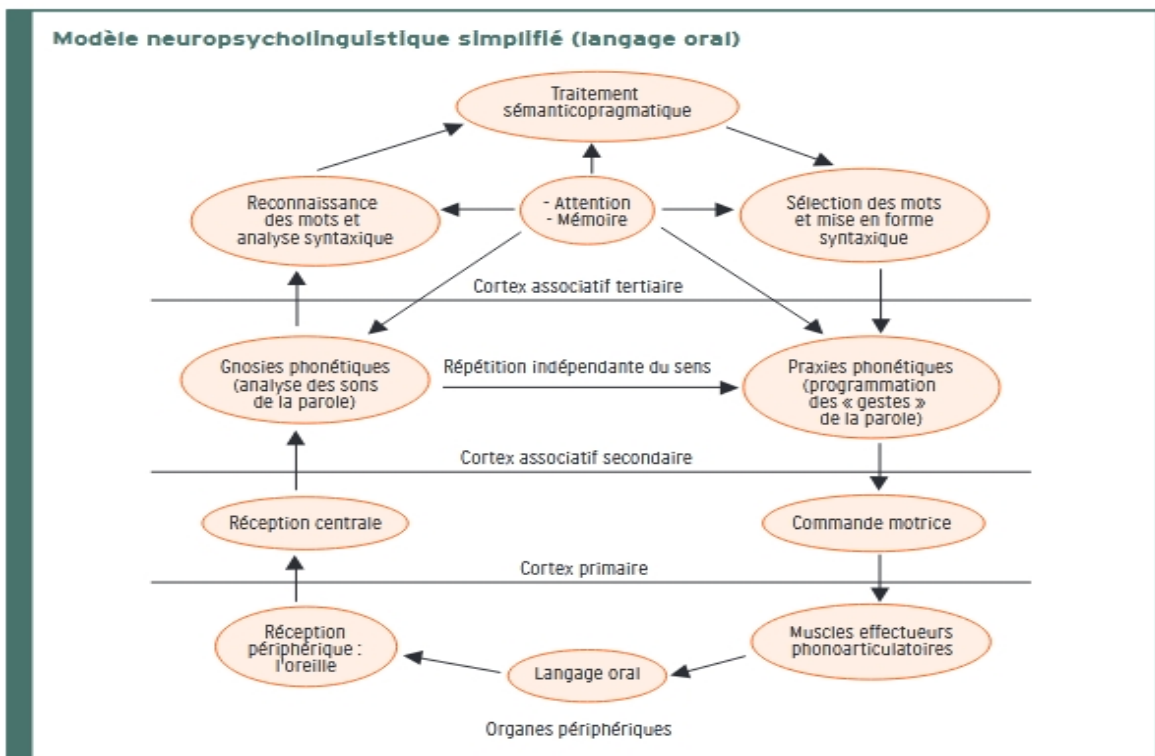 Modèle neuropsycholinguistique simplifié (langage oral)
Traitement
sémanticopragmatique
Reconnaissance
des mots et
analyse syntaxique
- Attention
- Mémoire
Sélection des mots
et mise en forme
syntaxique
Cortex associatif tertiaire
Gnosies phonétiques
(analyse des sons
de la parole)
Répétition indépendante du sens
Praxies phonétiques
(programmation
des « gestes »
de la parole)
Cortex associatif secondaire
Réception centrale
Commande motrice
Cortex primaire
Réception
périphérique :
l'oreille
Langage oral
Muscles effectueurs
phonoarticulatoires
Organes périphériques